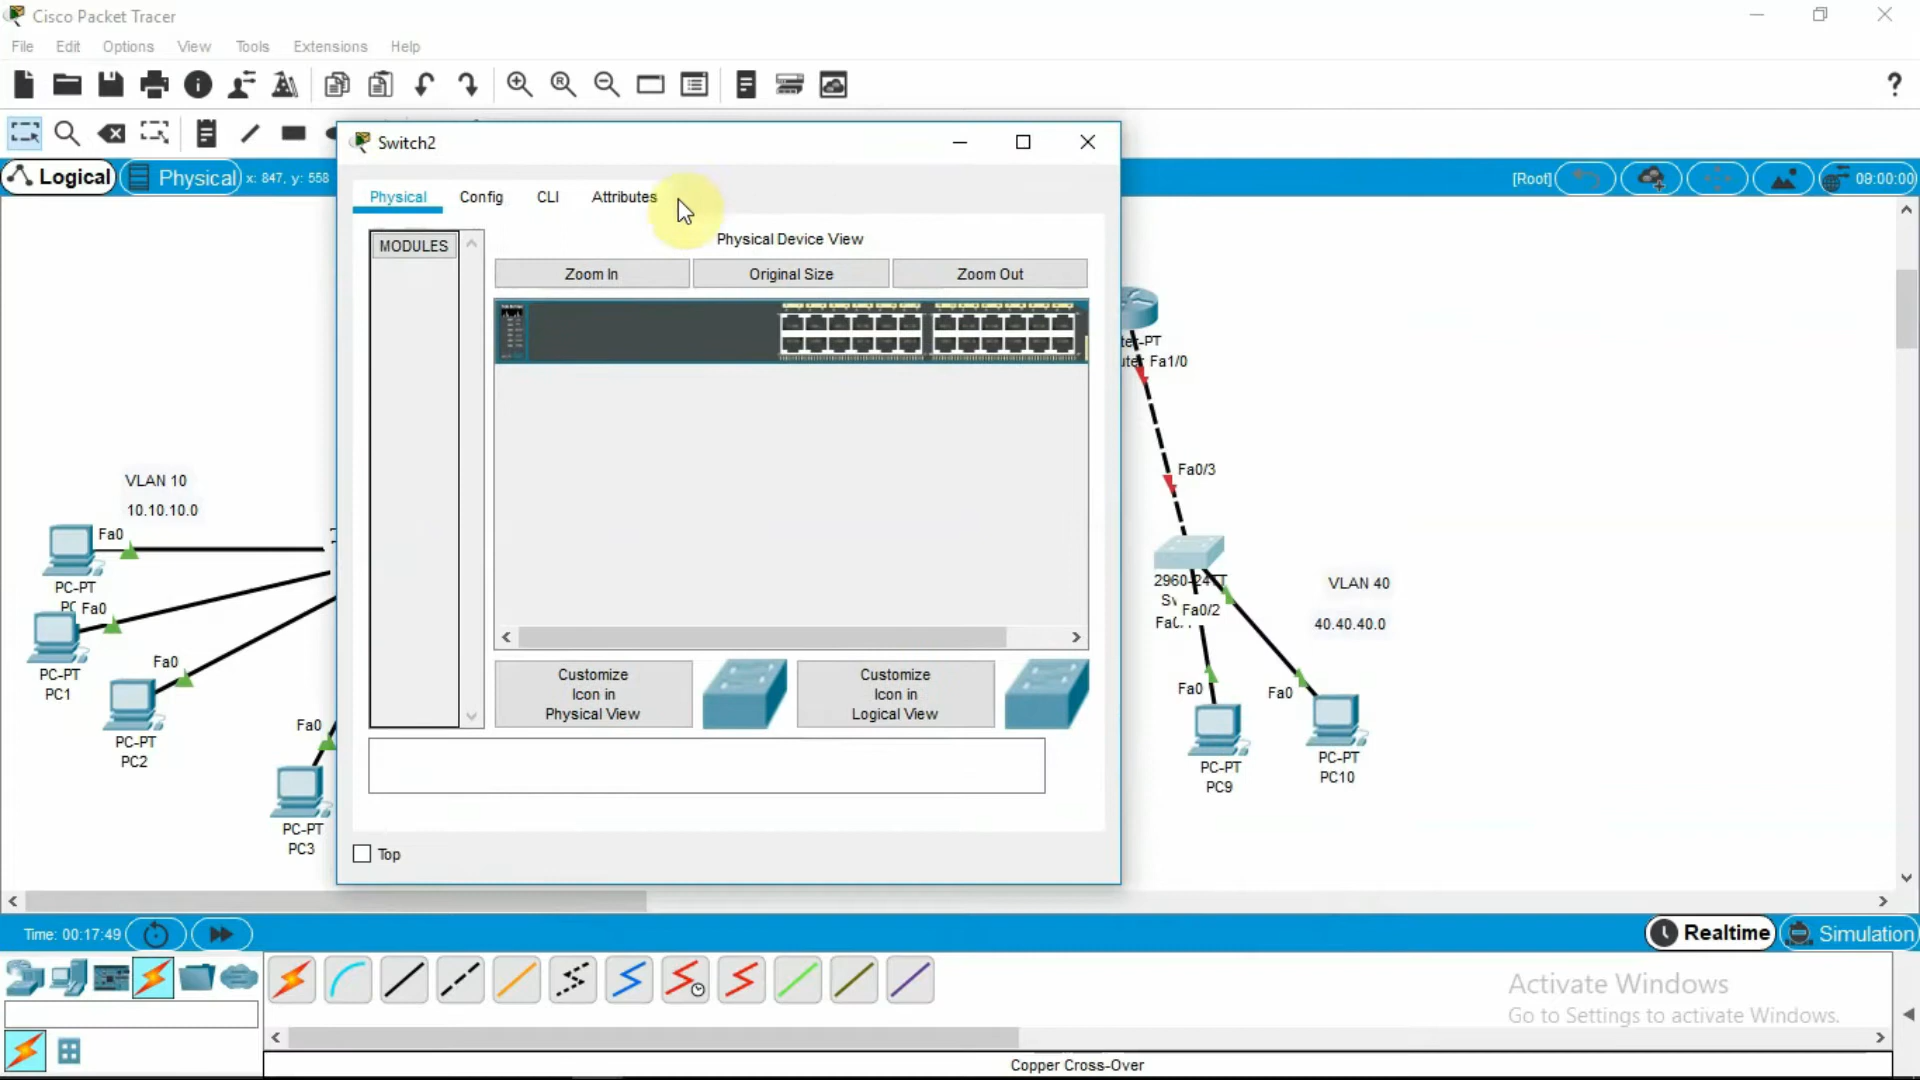 Cisco Packet Tracer
File Edit Options View Tools Extensions Help
Switch2
Logical Physical x: 847, y: 558 [Root] 09:00:00
Physical Config CLI Attributes
MODULES
Physical Device View
Zoom In Original Size Zoom Out
Fa1/0
Fa0/3
VLAN 10
10.10.10.0
Fa0
PC-PT
Fa0
PC-PT
PC1
Fa0
PC-PT
PC2
Fa0
PC-PT
PC3
2960-24TT
Fa0/2
VLAN 40
40.40.40.0
Fa0
Fa0
PC-PT
PC9
PC-PT
PC10
Customize
Icon in
Physical View
Customize
Icon in
Logical View
Top
Time: 00:17:49 Realtime Simulation
Activate Windows
Go to Settings to activate Windows.
Copper Cross-Over